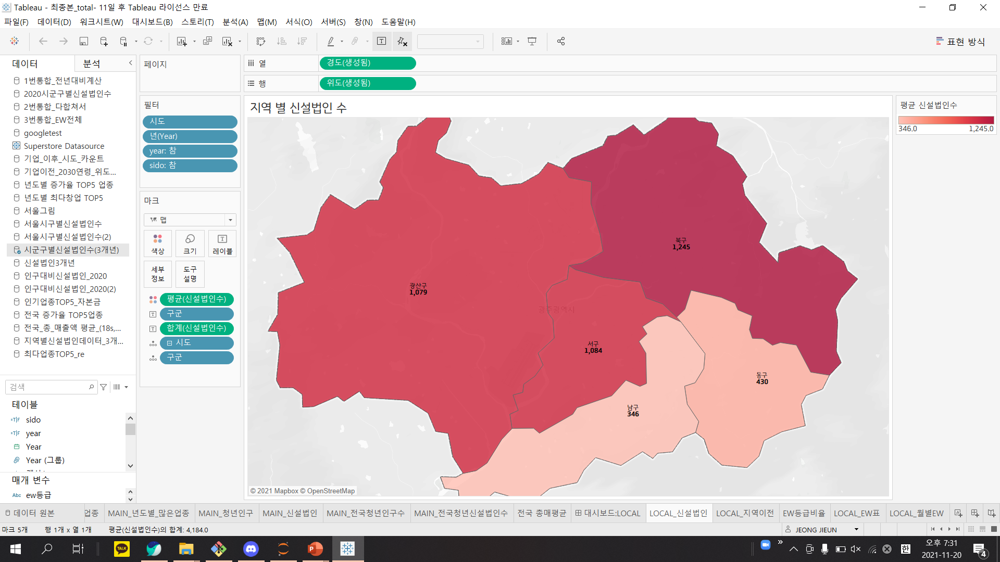 Tableau - 최종본_total- 11일 후 Tableau 라이선스 만료
파일(F) 데이터(D) 워크시트(W) 대시보드(B) 스토리(T) 분석(A) 맵(M) 서식(O) 서버(S) 창(N) 도움말(H)
표현 방식
데이터 분석
1번통합_전년대비계산
2020시군구별신설법인수
2번통합_다합쳐서
3번통합_EW전체
googletest
Superstore Datasource
기업_이후_시도_카운트
기업이전_2030연령_위도...
년도별 증가율 TOP5 업종
년도별 최다창업 TOP5
서울그림
서울시구별신설법인수
서울시구별신설법인수(2)
시군구별신설법인수(3개년)
신설법인3개년
인구대비신설법인_2020
인구대비신설법인_2020(2)
인기업종TOP5_자본금
전국 증가율 TOP5업종
전국_총_매출액 평균_(18s,...
지역별신설법인데이터_3개...
최다업종TOP5_re
검색
테이블
sido
year
Year
Year (그룹)
매개 변수
Abc ew등급
페이지
필터
시도
년(Year)
year: 참
sido: 참
마크
맵
색상 크기 레이블
세부 정보
도구 설명
평균(신설법인수)
구군
합계(신설법인수)
시도
구군
열 경도(생성됨)
행 위도(생성됨)
지역 별 신설법인 수
북구
1,245
광산구
1,079
광주광역시
서구
1,084
동구
430
남구
346
© 2021 Mapbox © OpenStreetMap
평균 신설법인수
346.0 1,245.0
데이터 원본 업종 MAIN_년도별_많은업종 MAIN_청년인구 MAIN_신설법인 MAIN_전국청년인구수 MAIN_전국청년신설법인수 전국 총매평균 대시보드:LOCAL LOCAL_신설법인 LOCAL_지역이전 EW등급비율 LOCAL_EW표 LOCAL_월별EW
마크 5개 행 1개 x 열 1개 평균(신설법인수)의 합계: 4,184.0 JEONG JIEUN
TALK
한
오후 7:31
2021-11-20
4